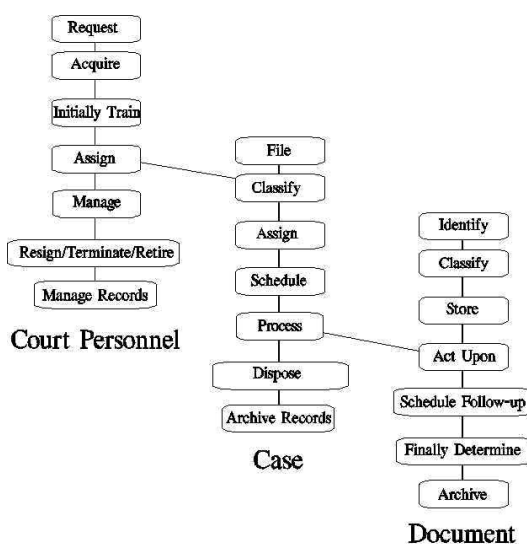 Request
Acquire
Initially Train
Assign
Manage
Resign/Terminate/Retire
Manage Records
Court Personnel
File
Classify
Assign
Schedule
Process
Dispose
Archive Records
Case
Identify
Classify
Store
Act Upon
Schedule Follow-up
Finally Determine
Archive
Document